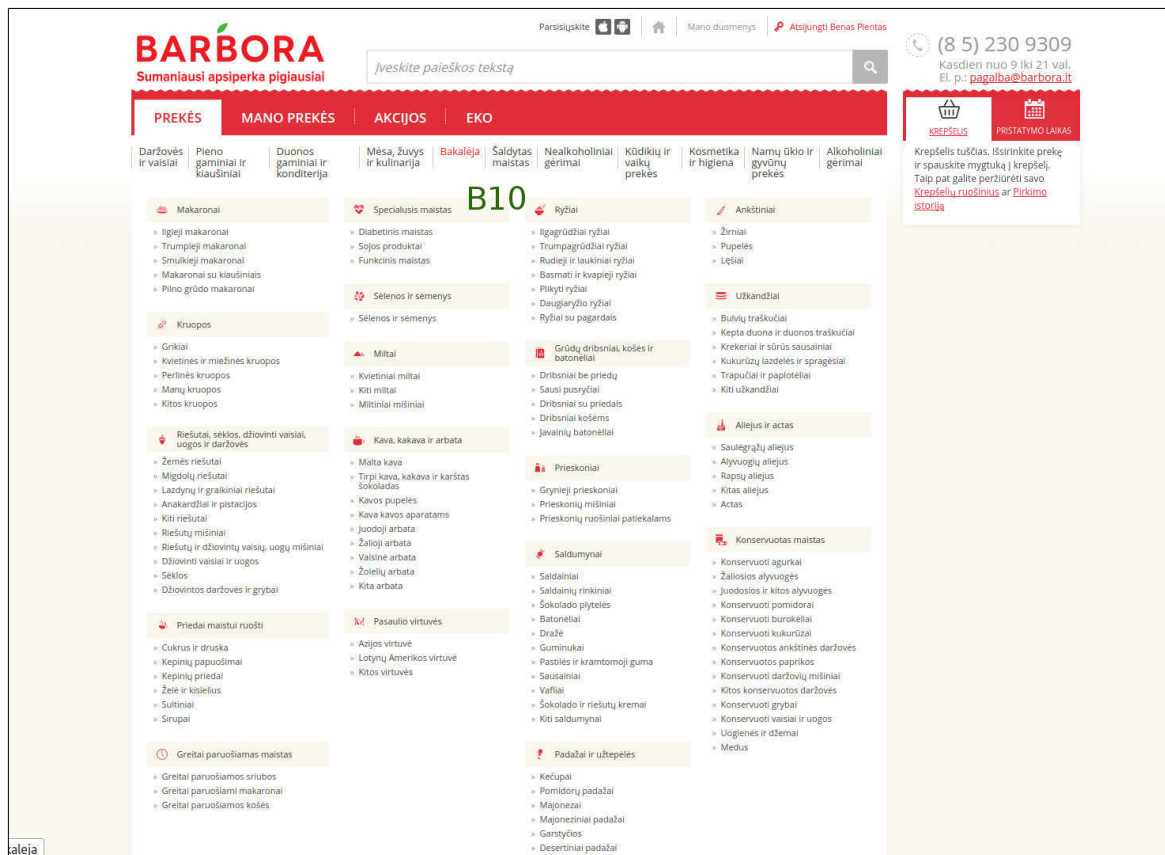 Parsisiųskite
Mano duomenys
Atsijungti Benas Plentas
BARBORA
Sumaniausi apsiperka pigiausiai
Įveskite paieškos tekstą
(8 5) 230 9309
Kasdien nuo 9 iki 21 val.
El. p.: pagalba@barbora.lt
PREKĖS
MANO PREKĖS
AKCIJOS
EKO
KREPŠELIS
PRISTATYMO LAIKAS
Krepšelis tuščias. Išsirinkite prekę
ir spauskite mygtuką Į krepšelį.
Taip pat galite peržiūrėti savo
Krepšelių ruošinius ar Pirkimo
istoriją
Daržovės
ir vaisiai
Pieno
gaminiai ir
kiaušiniai
Duonos
gaminiai ir
konditerija
Mėsa, žuvys
ir kulinarija
Bakalėja
Šaldytas
maistas
Nealkoholiniai
gėrimai
Kūdikių ir
vaikų
prekės
Kosmetika
ir higiena
Namų ūkio ir
gyvūnų
prekės
Alkoholiniai
gėrimai
B10
Makaronai
» Ilgieji makaronai
» Trumpieji makaronai
» Smulkieji makaronai
» Makaronai su kiaušiniais
» Pilno grūdo makaronai
Kruopos
» Grikiai
» Kvietinės ir miežinės kruopos
» Perlinės kruopos
» Manų kruopos
» Kitos kruopos
Riešutai, sėklos, džiovinti vaisiai,
uogos ir daržovės
» Žemės riešutai
» Migdolų riešutai
» Lazdynų ir graikiniai riešutai
» Anakardžiai ir pistacijos
» Kiti riešutai
» Riešutų mišiniai
» Riešutų ir džiovintų vaisių, uogų mišiniai
» Džiovinti vaisiai ir uogos
» Sėklos
» Džiovintos daržovės ir grybai
Priedai maistui ruošti
» Cukrus ir druska
» Kepinių papuošimai
» Kepinių priedai
» Želė ir kisielius
» Sultiniai
» Sirupai
Greitai paruošiamas maistas
» Greitai paruošiamos sriubos
» Greitai paruošiami makaronai
» Greitai paruošiamos košės
Specialusis maistas
» Diabetinis maistas
» Sojos produktai
» Funkcinis maistas
Sėlenos ir sėmenys
» Sėlenos ir sėmenys
Miltai
» Kvietiniai miltai
» Kiti miltai
» Miltiniai mišiniai
Kava, kakava ir arbata
» Malta kava
» Tirpi kava, kakava ir karštas
šokoladas
» Kavos pupelės
» Kava kavos aparatams
» Juodoji arbata
» Žalioji arbata
» Vaisinė arbata
» Žolelių arbata
» Kita arbata
Pasaulio virtuvės
» Azijos virtuvė
» Lotynų Amerikos virtuvė
» Kitos virtuvės
Ryžiai
» Ilgagrūdžiai ryžiai
» Trumpagrūdžiai ryžiai
» Rudieji ir laukiniai ryžiai
» Basmati ir kvapieji ryžiai
» Plikyti ryžiai
» Daugiaryžio ryžiai
» Ryžiai su pagardais
Grūdų dribsniai, košės ir
batonėliai
» Dribsniai be priedų
» Sausi pusryčiai
» Dribsniai su priedais
» Dribsniai košėms
» Javainių batonėliai
Prieskoniai
» Grynieji prieskoniai
» Prieskonių mišiniai
» Prieskonių ruošiniai patiekalams
Saldumynai
» Saldainiai
» Saldainių rinkiniai
» Šokolado plytelės
» Batonėliai
» Dražė
» Guminukai
» Pastilės ir kramtomoji guma
» Sausainiai
» Vafliai
» Šokolado ir riešutų kremai
» Kiti saldumynai
Padažai ir užtepėlės
» Kečupai
» Pomidorų padažai
» Majonezai
» Majoneziniai padažai
» Garstyčios
» Desertiniai padažai
Ankštiniai
» Žirniai
» Pupelės
» Lęšiai
Užkandžiai
» Bulvių traškučiai
» Kepta duona ir duonos traškučiai
» Krekeriai ir sūrūs sausainiai
» Kukurūzų lazdelės ir spragėsiai
» Trapučiai ir paplotėliai
» Kiti užkandžiai
Aliejus ir actas
» Saulėgrąžų aliejus
» Alyvuogių aliejus
» Rapsų aliejus
» Kitas aliejus
» Actas
Konservuotas maistas
» Konservuoti agurkai
» Žaliosios alyvuogės
» Juodosios ir kitos alyvuogės
» Konservuoti pomidorai
» Konservuoti burokėliai
» Konservuoti kukurūzai
» Konservuotos ankštinės daržovės
» Konservuotos paprikos
» Konservuoti daržovių mišiniai
» Kitos konservuotos daržovės
» Konservuoti grybai
» Konservuoti vaisiai ir uogos
» Uogienės ir džemai
» Medus
kaleja